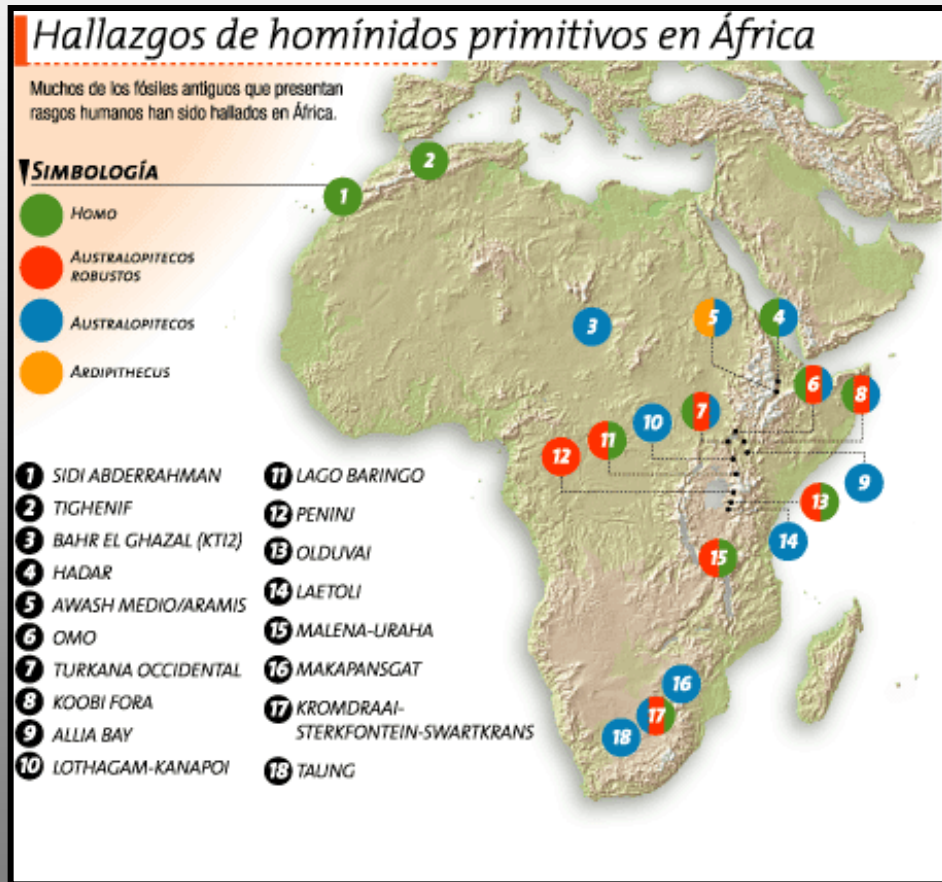 Hallazgos de homínidos primitivos en África
Muchos de los fósiles antiguos que presentan
rasgos humanos han sido hallados en África.
SIMBOLOGÍA
HOMO
AUSTRALOPITECOS
ROBUSTOS
AUSTRALOPITECOS
ARDIPITHECUS
1 SIDI ABDERRAHMAN
2 TIGHENIF
3 BAHR EL GHAZAL (KTI2)
4 HADAR
5 AWASH MEDIO/ARAMIS
6 OMO
7 TURKANA OCCIDENTAL
8 KOOBI FORA
9 ALLIA BAY
10 LOTHAGAM-KANAPOI
11 LAGO BARINGO
12 PENINJ
13 OLDUVAI
14 LAETOLI
15 MALENA-URAHA
16 MAKAPANSGAT
17 KROMDRAAI-
STERKFONTEIN-SWARTKRANS
18 TAUNG
2
1
3
5
4
6
8
7
10
11
12
9
13
14
15
16
17
18